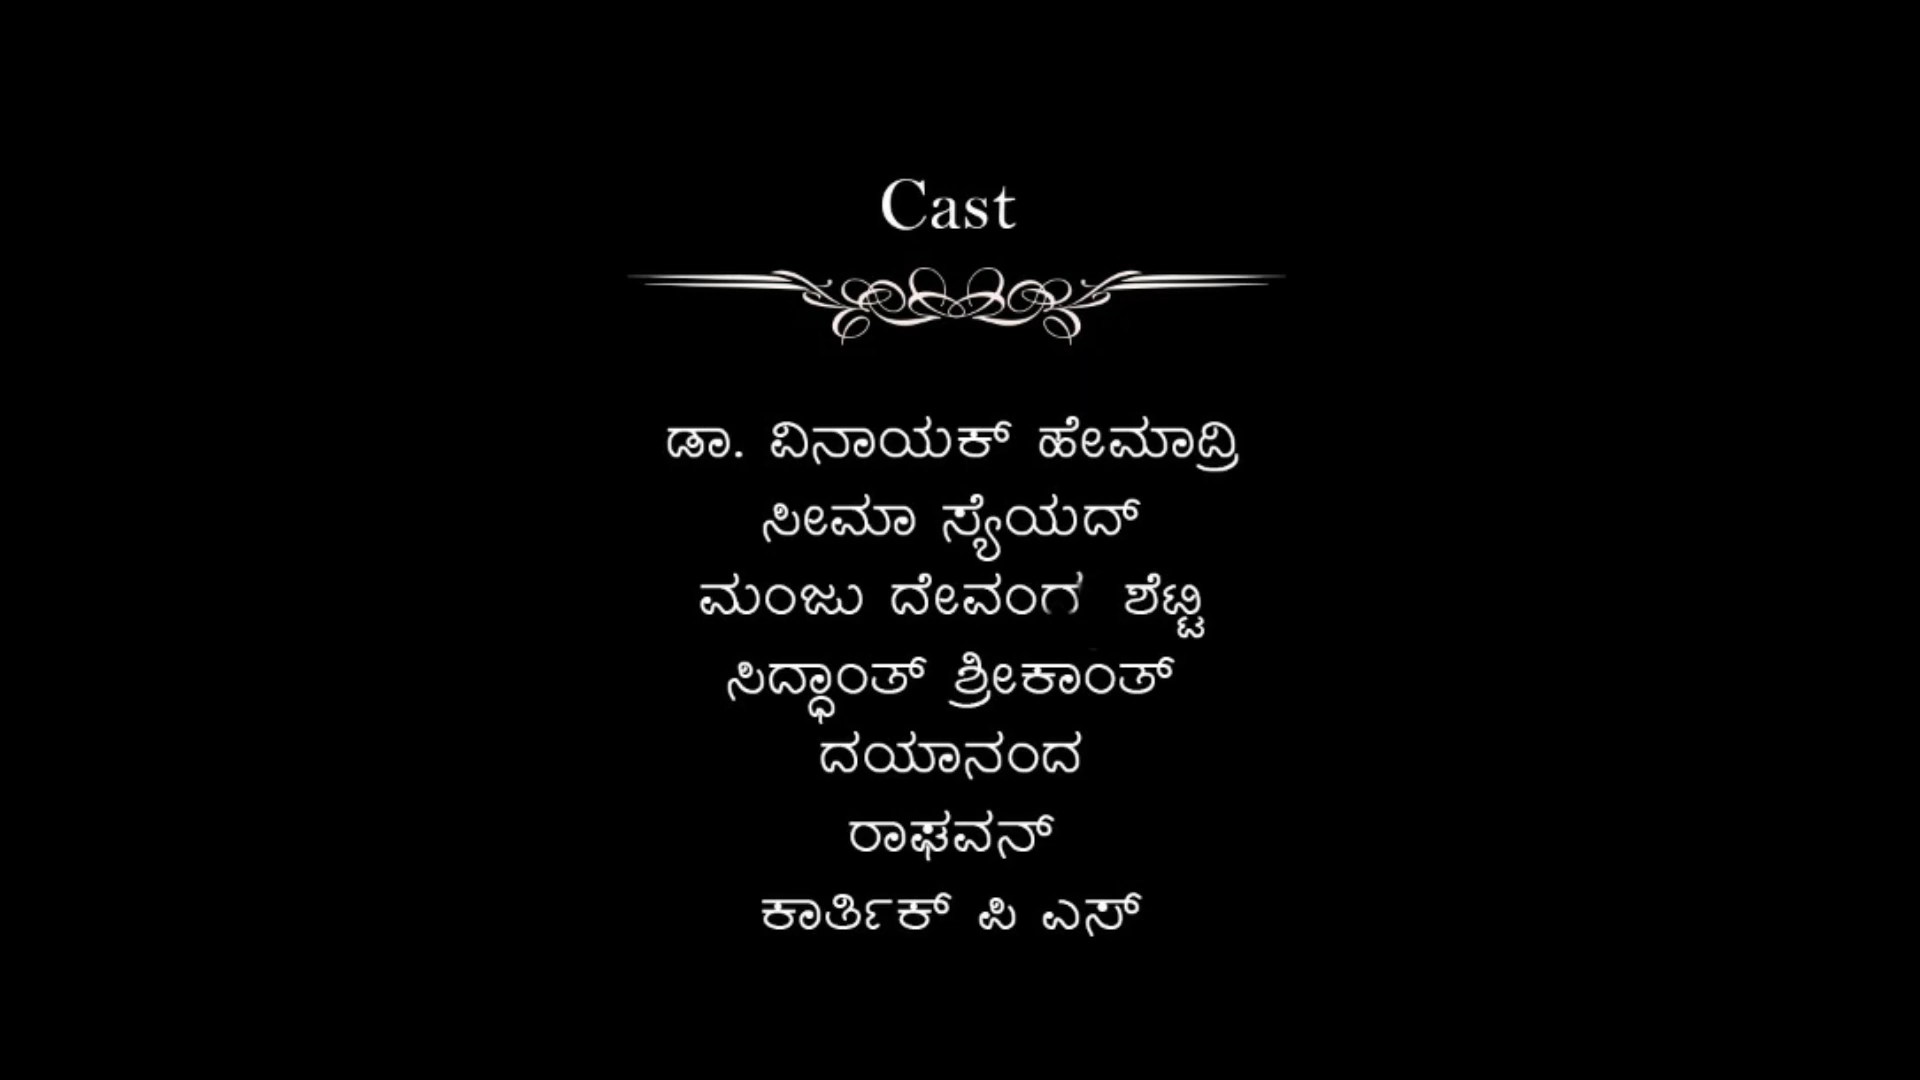 Cast
ಡಾ. ವಿನಾಯಕ್ ಹೇಮಾದ್ರಿ
ಸೀಮಾ ಸ್ಯೆಯದ್
ಮಂಜು ದೇವಂಗ ಶೆಟ್ಟಿ
ಸಿದ್ಧಾಂತ್ ಶ್ರೀಕಾಂತ್
ದಯಾನಂದ
ರಾಘವನ್
ಕಾರ್ತಿಕ್ ಪಿ ಎಸ್